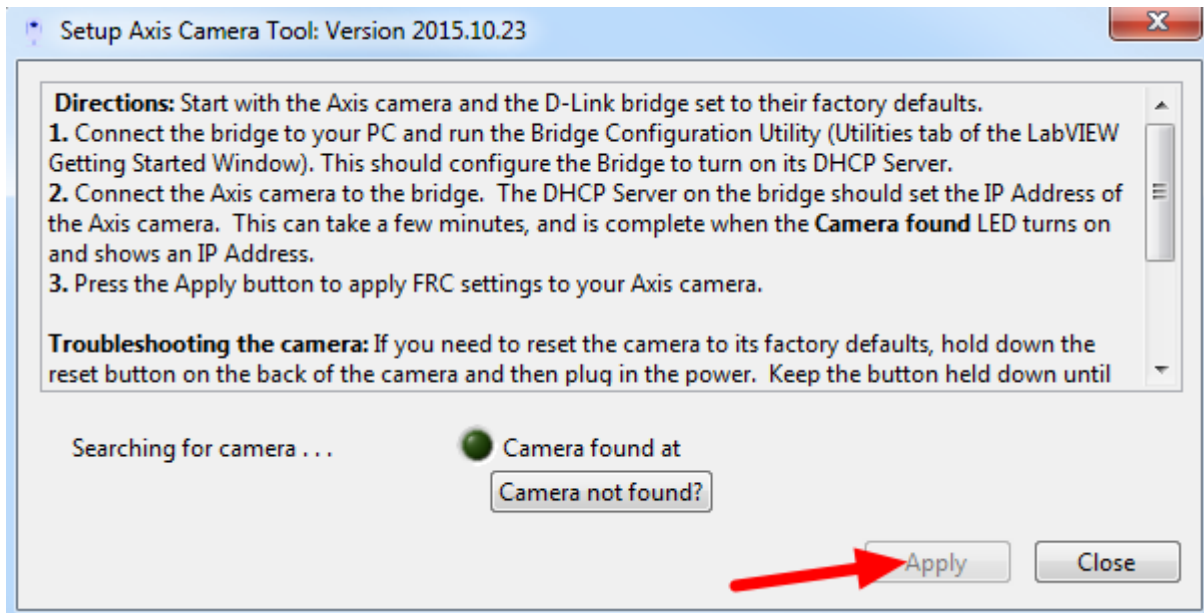 Setup Axis Camera Tool: Version 2015.10.23
Directions: Start with the Axis camera and the D-Link bridge set to their factory defaults.
1. Connect the bridge to your PC and run the Bridge Configuration Utility (Utilities tab of the LabVIEW
Getting Started Window). This should configure the Bridge to turn on its DHCP Server.
2. Connect the Axis camera to the bridge.  The DHCP Server on the bridge should set the IP Address of
the Axis camera.  This can take a few minutes, and is complete when the Camera found LED turns on
and shows an IP Address.
3. Press the Apply button to apply FRC settings to your Axis camera.
Troubleshooting the camera: If you need to reset the camera to its factory defaults, hold down the
reset button on the back of the camera and then plug in the power.  Keep the button held down until
Searching for camera . . .
Camera found at
Camera not found?
Apply
Close